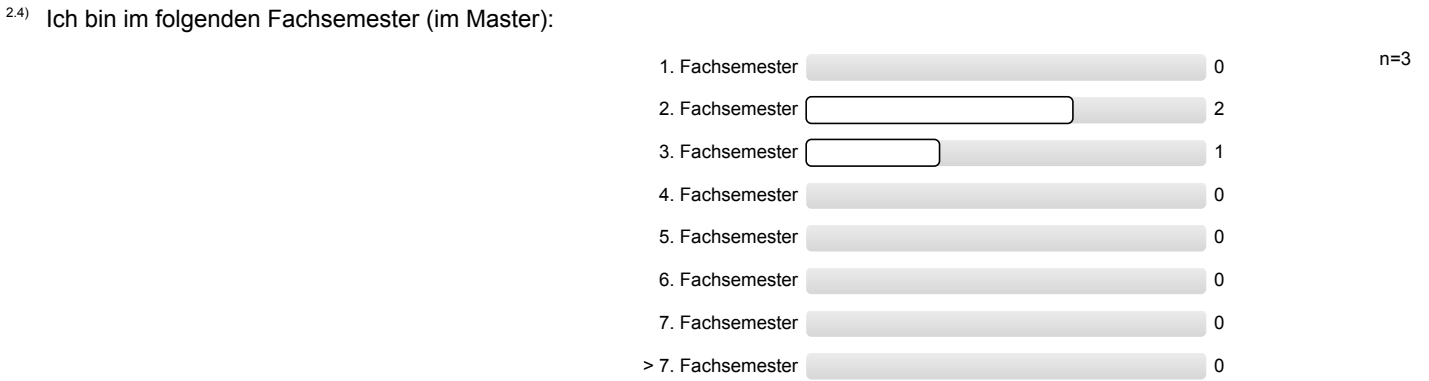 2.4) Ich bin im folgenden Fachsemester (im Master):
n=3
1. Fachsemester 0
2. Fachsemester 2
3. Fachsemester 1
4. Fachsemester 0
5. Fachsemester 0
6. Fachsemester 0
7. Fachsemester 0
> 7. Fachsemester 0